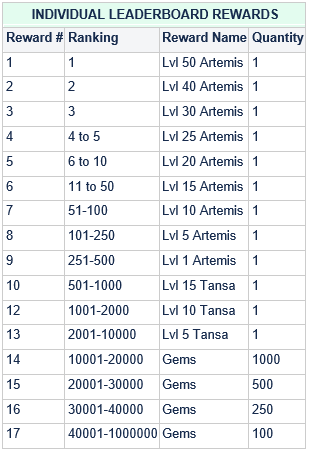 INDIVIDUAL LEADERBOARD REWARDS
Reward # Ranking Reward Name Quantity
1 1 Lvl 50 Artemis 1
2 2 Lvl 40 Artemis 1
3 3 Lvl 30 Artemis 1
4 4 to 5 Lvl 25 Artemis 1
5 6 to 10 Lvl 20 Artemis 1
6 11 to 50 Lvl 15 Artemis 1
7 51-100 Lvl 10 Artemis 1
8 101-250 Lvl 5 Artemis 1
9 251-500 Lvl 1 Artemis 1
10 501-1000 Lvl 15 Tansa 1
12 1001-2000 Lvl 10 Tansa 1
13 2001-10000 Lvl 5 Tansa 1
14 10001-20000 Gems 1000
15 20001-30000 Gems 500
16 30001-40000 Gems 250
17 40001-1000000 Gems 100